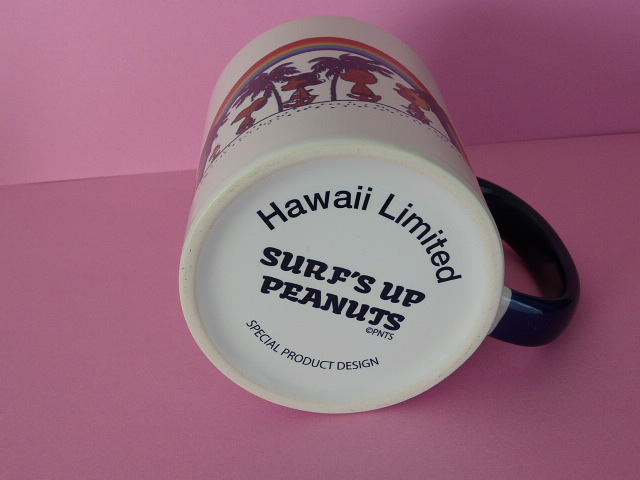 Hawaii Limited
SURF'S UP
PEANUTS
©PNTS
SPECIAL PRODUCT DESIGN